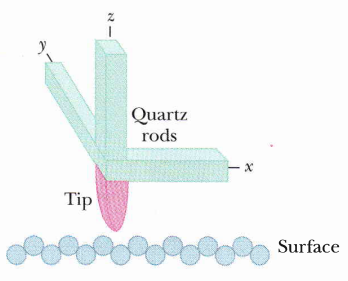 z
y
Quartz
rods
x
Tip
Surface